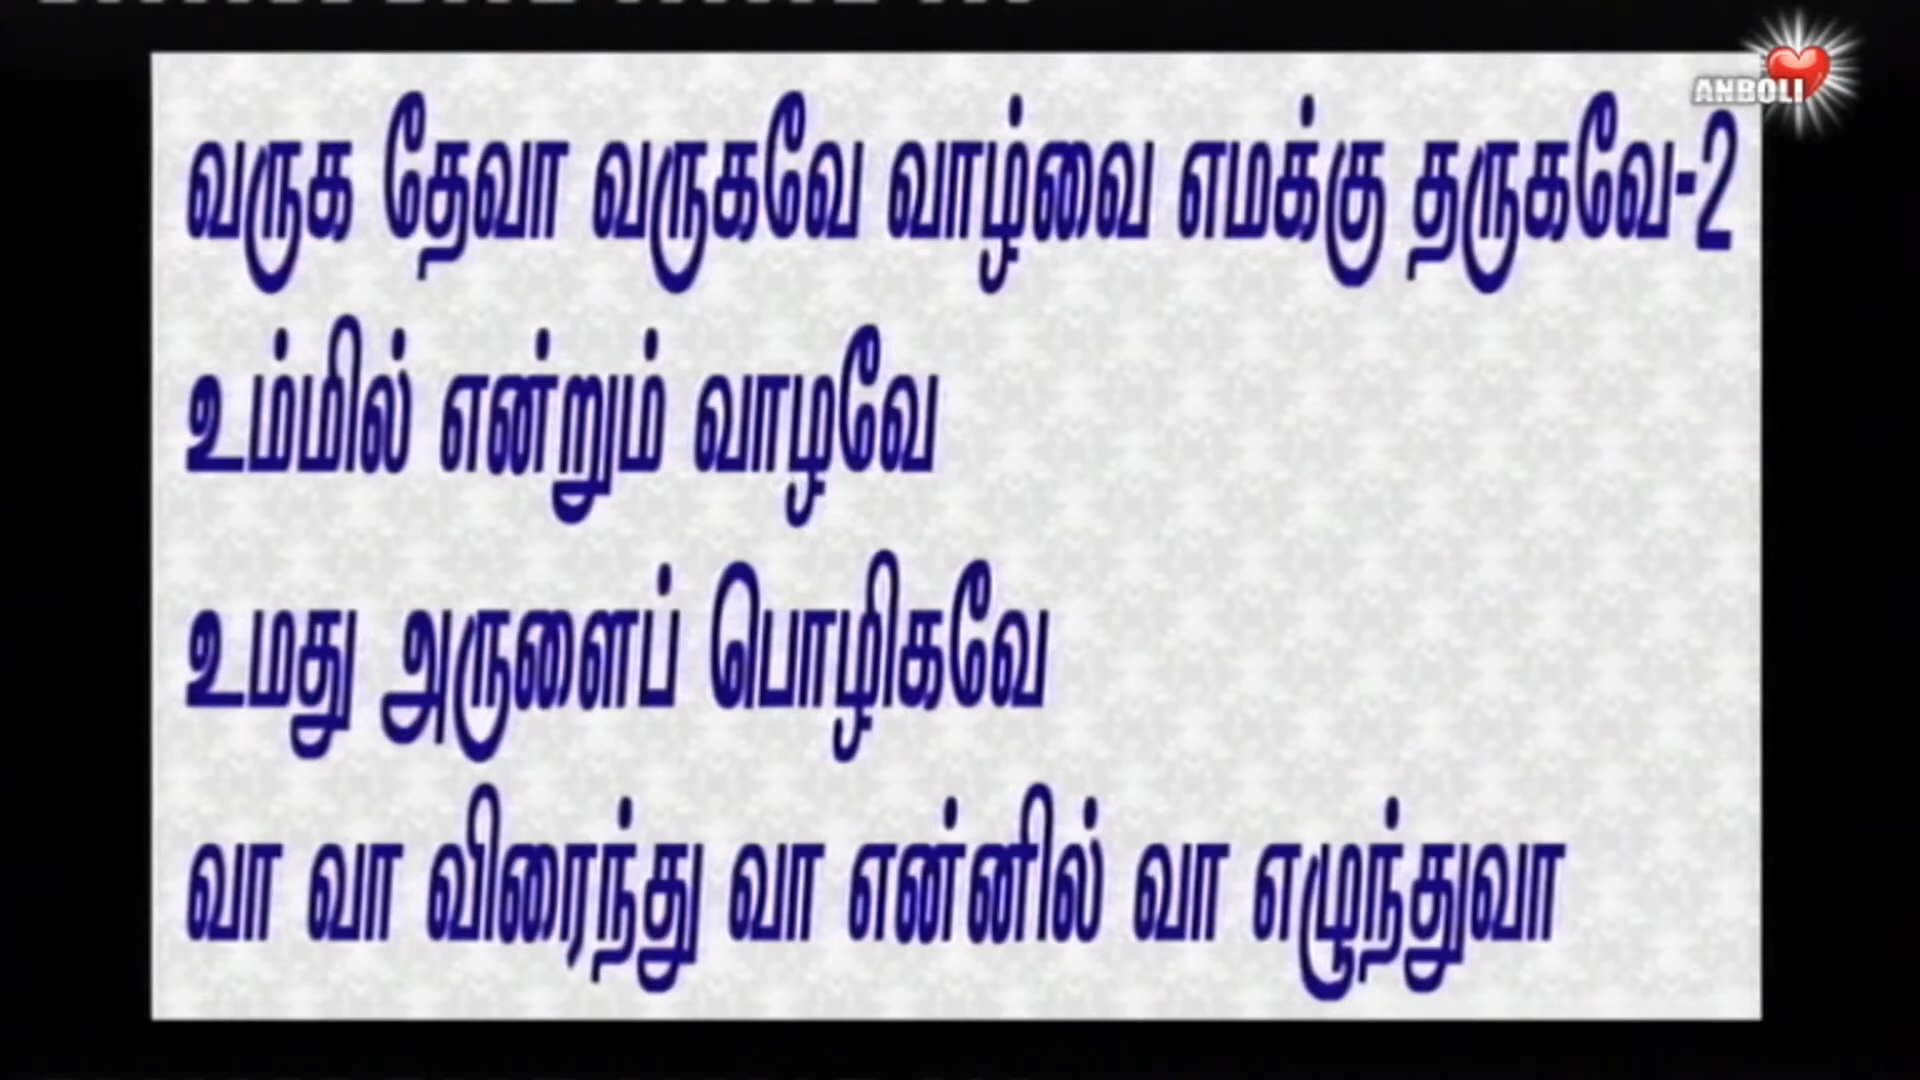 ANBOLI
வருக தேவா வருகவே வாழ்வை எமக்கு தருகவே-2
உம்மில் என்றும் வாழவே
உமது அருளைப் பொழிகவே
வா வா விரைந்து வா என்னில் வா எழுந்துவா